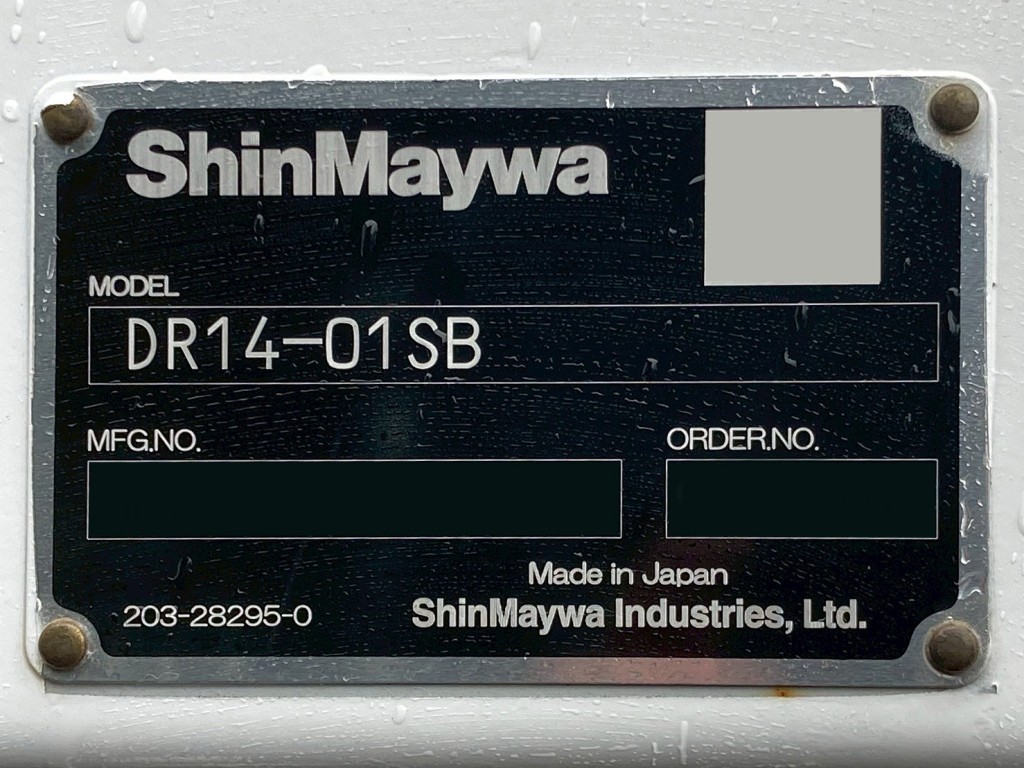 ShinMaywa
MODEL
DR14-01SB
MFG.NO.
ORDER.NO.
Made in Japan
203-28295-0
ShinMaywa Industries, Ltd.